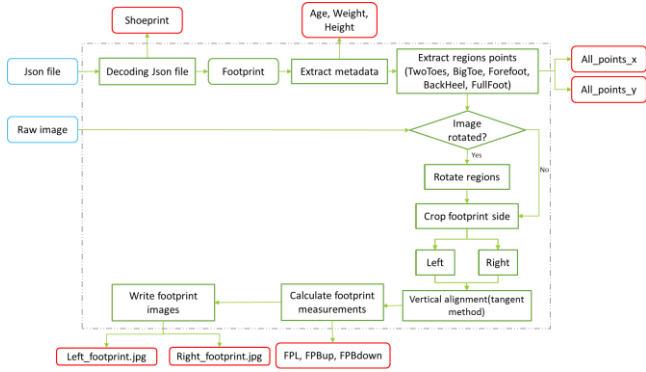 Shoeprint
Age, Weight,
Height
Json file
Decoding Json file
Footprint
Extract metadata
Extract regions points
(TwoToes, BigToe, Forefoot,
BackHeel, FullFoot)
All_points_x
All_points_y
Raw image
Image
rotated?
Yes
No
Rotate regions
Crop footprint side
Left
Right
Vertical alignment(tangent
method)
Calculate footprint
measurements
Write footprint
images
Left_footprint.jpg
Right_footprint.jpg
FPL, FPBup, FPBdown